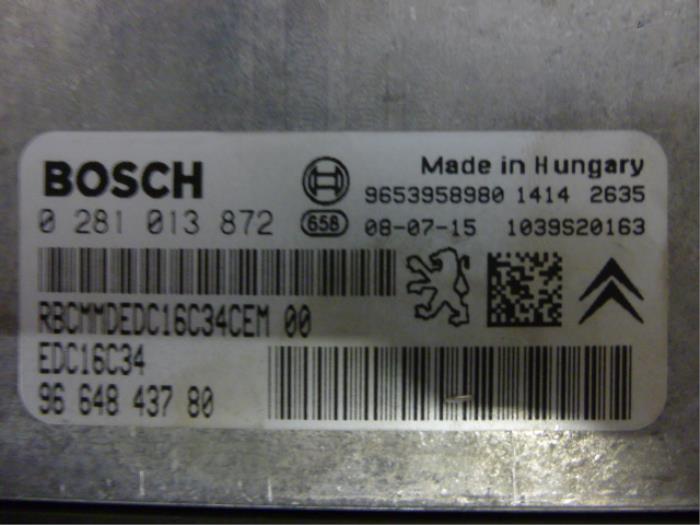 BOSCH
Made in Hungary
9653958980 1414 2635
0 281 013 872
658
08-07-15 1039S20163
RBCMMDEDC16C34CEM 00
EDC16C34
96 648 437 80